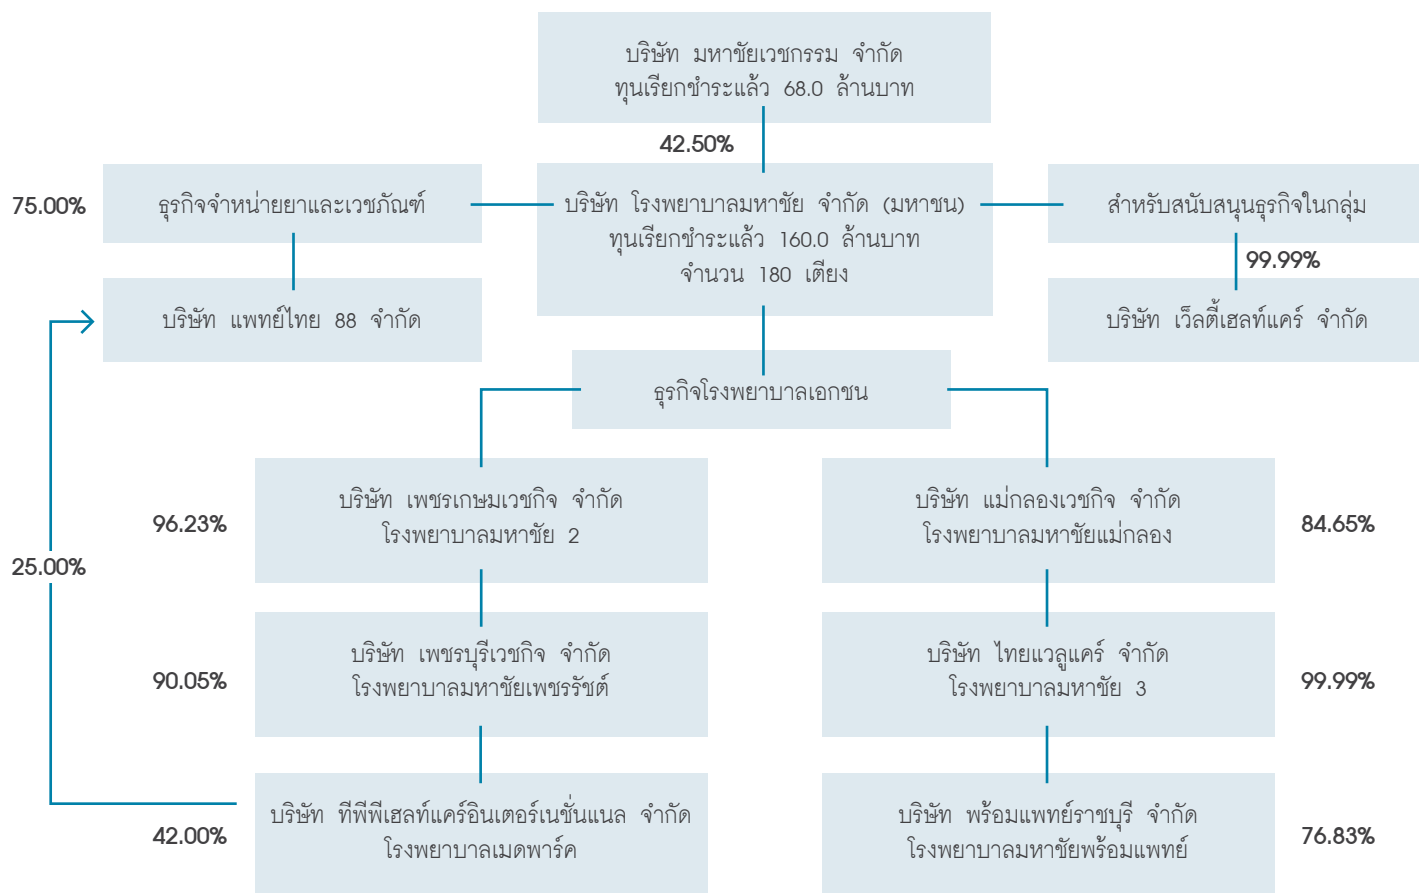 บริษัท มหาชัยเวชกรรม จำกัด
ทุนเรียกชำระแล้ว 68.0 ล้านบาท
42.50%
75.00%
ธุรกิจจำหน่ายยาและเวชภัณฑ์
บริษัท โรงพยาบาลมหาชัย จำกัด (มหาชน)
ทุนเรียกชำระแล้ว 160.0 ล้านบาท
จำนวน 180 เตียง
สำหรับสนับสนุนธุรกิจในกลุ่ม
99.99%
บริษัท แพทย์ไทย 88 จำกัด
บริษัท เว็ลตี้เฮลท์แคร์ จำกัด
ธุรกิจโรงพยาบาลเอกชน
96.23%
บริษัท เพชรเกษมเวชกิจ จำกัด
โรงพยาบาลมหาชัย 2
บริษัท แม่กลองเวชกิจ จำกัด
โรงพยาบาลมหาชัยแม่กลอง
84.65%
25.00%
90.05%
บริษัท เพชรบุรีเวชกิจ จำกัด
โรงพยาบาลมหาชัยเพชรรัชต์
บริษัท ไทยแวลูแคร์ จำกัด
โรงพยาบาลมหาชัย 3
99.99%
42.00%
บริษัท ทีพีพีเฮลท์แคร์อินเตอร์เนชั่นแนล จำกัด
โรงพยาบาลเมดพาร์ค
บริษัท พร้อมแพทย์ราชบุรี จำกัด
โรงพยาบาลมหาชัยพร้อมแพทย์
76.83%